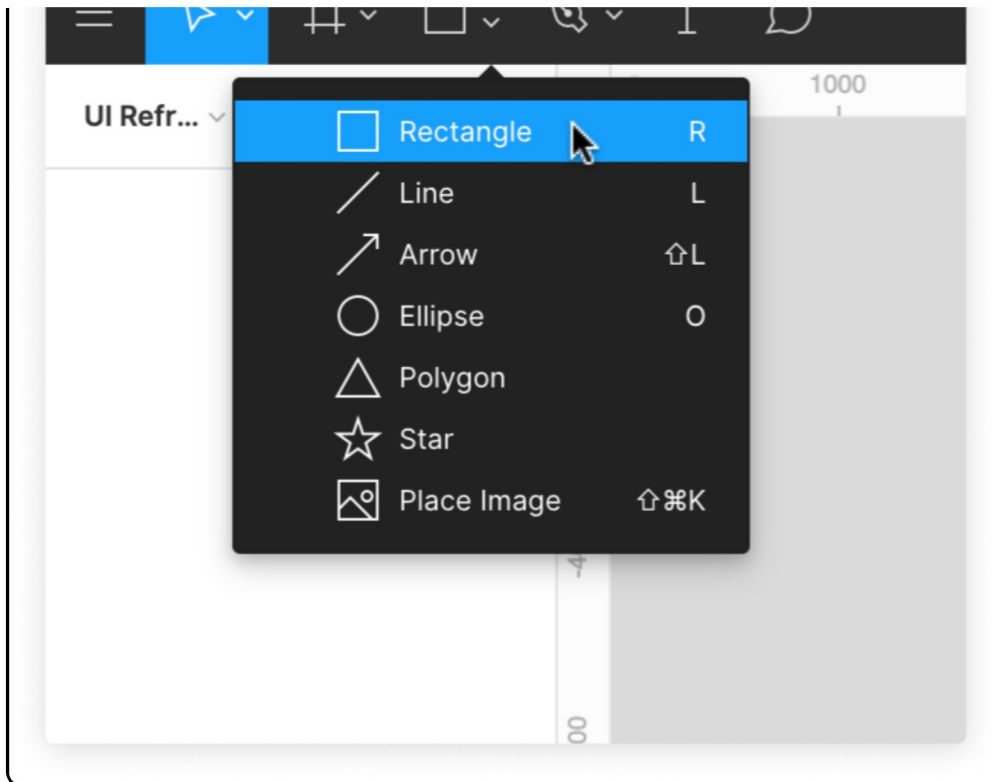 1000
UI Refr...
Rectangle R
Line L
Arrow ⇧L
Ellipse O
Polygon
Star
Place Image ⇧⌘K
-4
00